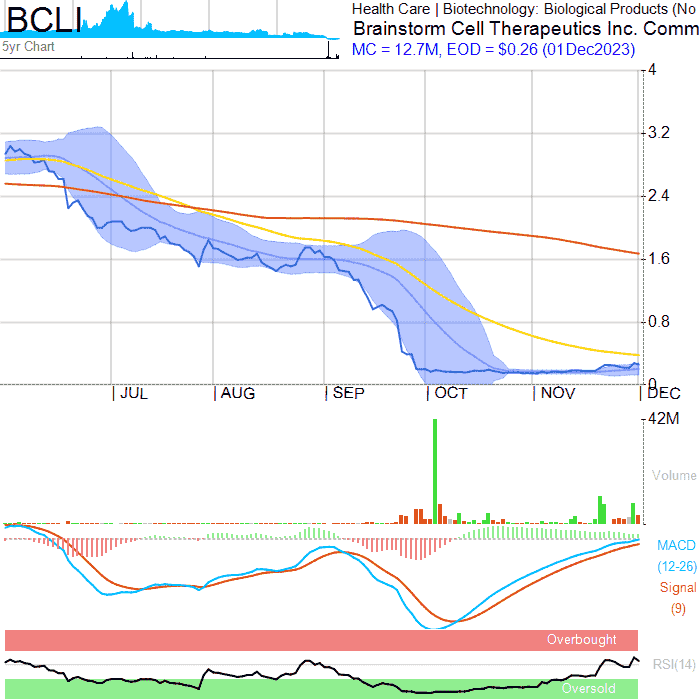 BCLI
5yr Chart
Health Care | Biotechnology: Biological Products (No
Brainstorm Cell Therapeutics Inc. Comm
MC = 12.7M, EOD = $0.26 (01Dec2023)
4
3.2
2.4
1.6
0.8
0
JUL AUG SEP OCT NOV DEC
42M
Volume
MACD
(12-26)
Signal
(9)
Overbought
RSI(14)
Oversold